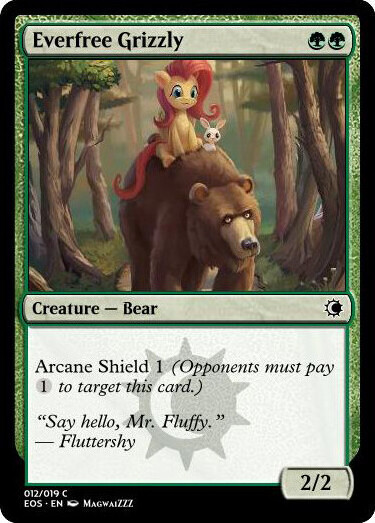 Everfree Grizzly
Creature — Bear
Arcane Shield 1 (Opponents must pay
1 to target this card.)
“Say hello, Mr. Fluffy.”
— Fluttershy
2/2
012/019 C
EOS • EN MagwaiZZZ